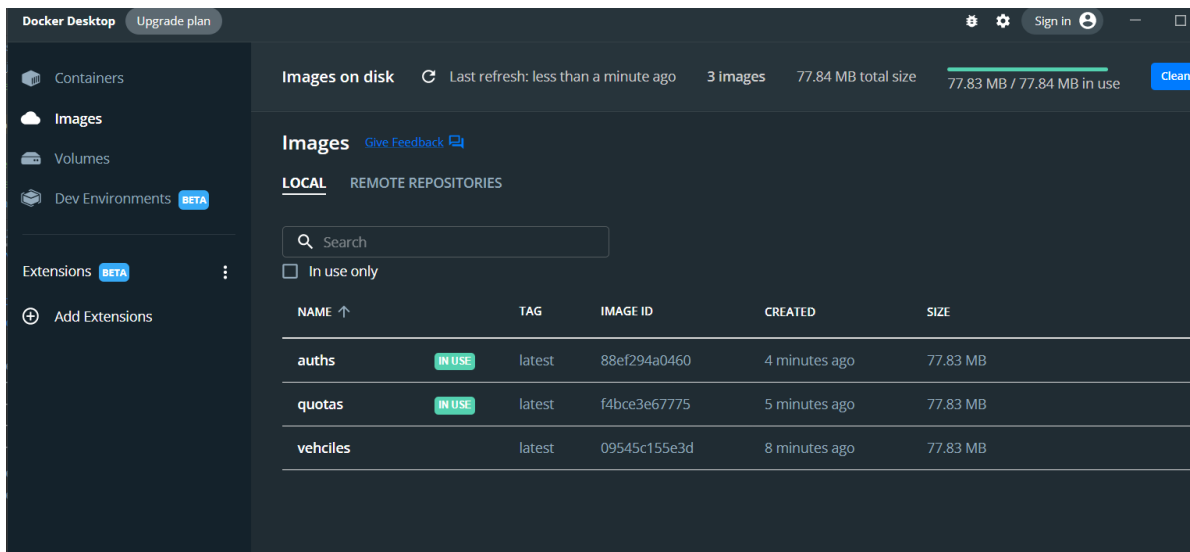 Docker Desktop Upgrade plan Sign in
Containers
Images
Volumes
Dev Environments BETA
Extensions BETA
Add Extensions
Images on disk Last refresh: less than a minute ago 3 images 77.84 MB total size 77.83 MB / 77.84 MB in use Clean
Images Give Feedback
LOCAL REMOTE REPOSITORIES
Search
In use only
NAME TAG IMAGE ID CREATED SIZE
auths IN USE latest 88ef294a0460 4 minutes ago 77.83 MB
quotas IN USE latest f4bce3e67775 5 minutes ago 77.83 MB
vehciles latest 09545c155e3d 8 minutes ago 77.83 MB